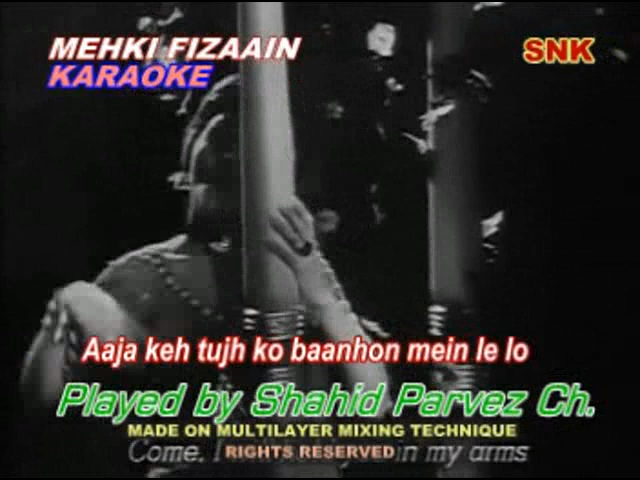 MEHKI FIZAAIN
SNK
KARAOKE
Aaja keh tujh ko baanhon mein le lo
Played by Shahid Parvez Ch.
MADE ON MULTILAYER MIXING TECHNIQUE
Come, I in my arms
RIGHTS RESERVED